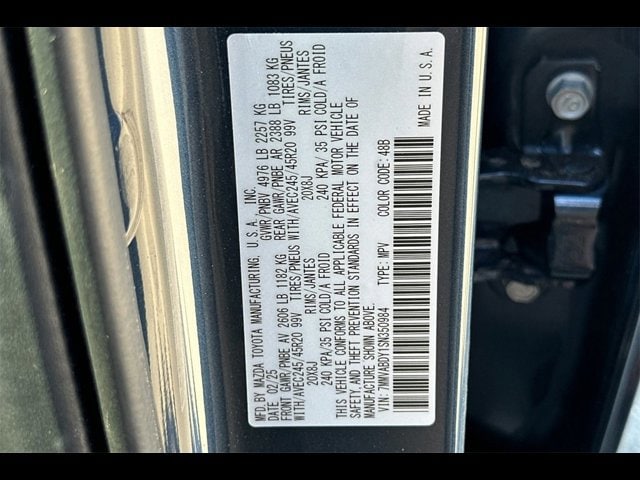 MFD.BY MAZDA TOYOTA MANUFACTURING, U.S.A., INC.
DATE 02/25 GVWR/PNBV 4976 LB 2257 KG
FRONT GAWR/PNBE AV 2606 LB 1182 KG REAR GAWR/PNBE AR 2388 LB 1083 KG
WITH/AVEC245/45R20 99V TIRES/PNEUS WITH/AVEC245/45R20 99V TIRES/PNEUS
20X8J RIMS/JANTES 20X8J RIMS/JANTES
240 KPA/35 PSI COLD/A FROID 240 KPA/ 35 PSI COLD/A FROID
THIS VEHICLE CONFORMS TO ALL APPLICABLE FEDERAL MOTOR VEHICLE
SAFETY, AND THEFT PREVENTION STANDARDS IN EFFECT ON THE DATE OF
MANUFACTURE SHOWN ABOVE.
VIN: 7MMVABDY1SN350984 TYPE: MPV COLOR CODE: 48B
MADE IN U.S.A.